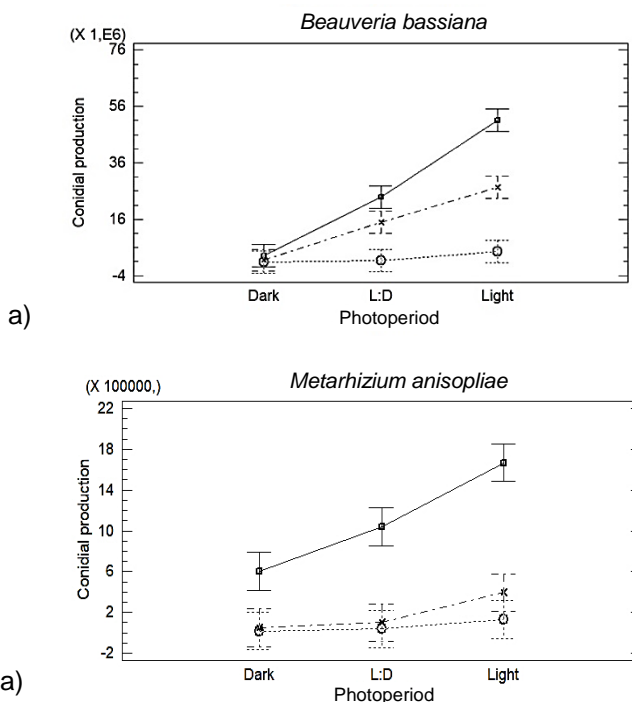 Beauveria bassiana
(X 1,E6)
76
56
36
16
-4
Conidial production
Dark L:D Light
Photoperiod
a)
Metarhizium anisopliae
(X 100000,)
22
18
14
10
6
2
-2
Conidial production
Dark L:D Light
Photoperiod
a)